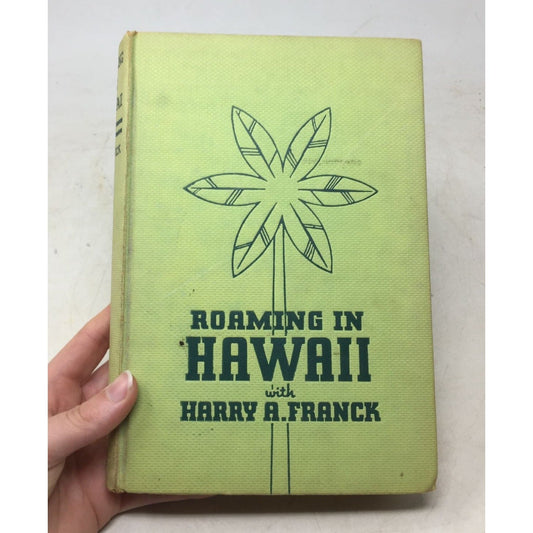 ROAMING IN
HAWAII
with
HARRY A. FRANCK